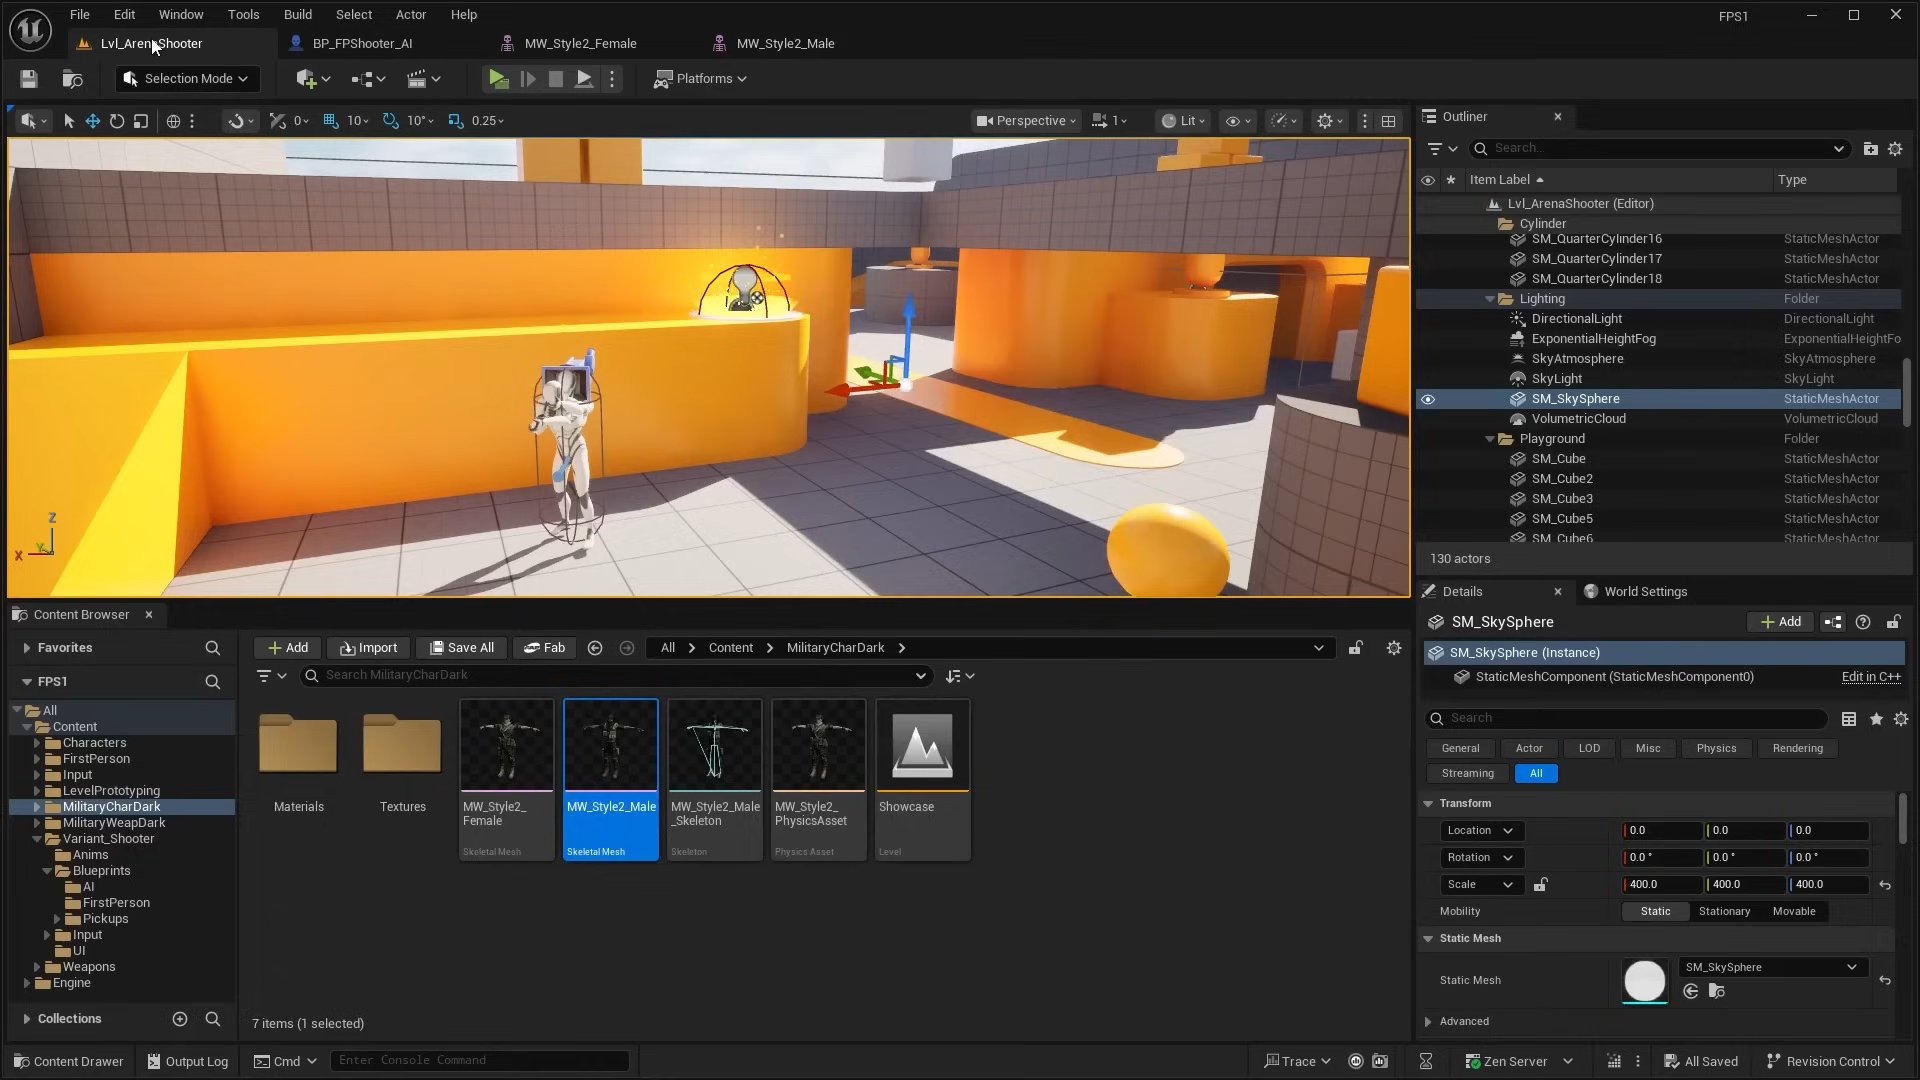 File Edit Window Tools Build Select Actor Help
FPS1
Lvl_ArenaShooter BP_FPShooter_AI MW_Style2_Female MW_Style2_Male
Selection Mode
Platforms
0 10 10° 0.25
Perspective 1 Lit
Outliner
Search...
Item Label Type
Lvl_ArenaShooter (Editor)
Cylinder
SM_QuarterCylinder16 StaticMeshActor
SM_QuarterCylinder17 StaticMeshActor
SM_QuarterCylinder18 StaticMeshActor
Lighting Folder
DirectionalLight DirectionalLight
ExponentialHeightFog ExponentialHeightFo
SkyAtmosphere SkyAtmosphere
SkyLight SkyLight
SM_SkySphere StaticMeshActor
VolumetricCloud VolumetricCloud
Playground Folder
SM_Cube StaticMeshActor
SM_Cube2 StaticMeshActor
SM_Cube3 StaticMeshActor
SM_Cube5 StaticMeshActor
SM_Cube6 StaticMeshActor
130 actors
Z
X Y
Details World Settings
SM_SkySphere Add
SM_SkySphere (Instance)
StaticMeshComponent (StaticMeshComponent0) Edit in C++
Search
General Actor LOD Misc Physics Rendering
Streaming All
Transform
Location 0.0 0.0 0.0
Rotation 0.0° 0.0° 0.0°
Scale 400.0 400.0 400.0
Mobility Static Stationary Movable
Static Mesh
Static Mesh SM_SkySphere
Advanced
Content Browser
Favorites
FPS1
All
Content
Characters
FirstPerson
Input
LevelPrototyping
MilitaryCharDark
MilitaryWeapDark
Variant_Shooter
Anims
Blueprints
AI
FirstPerson
Pickups
Input
UI
Weapons
Engine
Collections
Add Import Save All Fab All Content MilitaryCharDark
Search MilitaryCharDark
Materials
Textures
MW_Style2_
Female
Skeletal Mesh
MW_Style2_Male
Skeletal Mesh
MW_Style2_Male
_Skeleton
Skeleton
MW_Style2_
PhysicsAsset
Physics Asset
Showcase
Level
7 items (1 selected)
Content Drawer Output Log Cmd Enter Console Command Trace Zen Server All Saved Revision Control